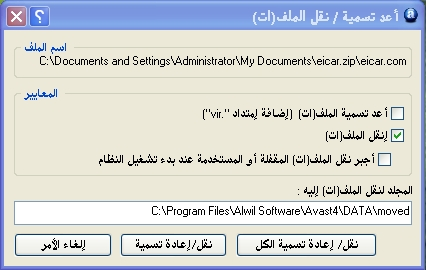 أعد تسمية / نقل الملف(ات)
اسم الملف
C:\Documents and Settings\Administrator\My Documents\eicar.zip\eicar.com
المعايير
أعد تسمية الملف(ات) (إضافة إمتداد ".vir")
إنقل الملف(ات)
أجبر نقل الملف(ات) المقفلة أو المستخدمة عند بدء تشغيل النظام
المجلد لنقل الملف(ات) إليه :
C:\Program Files\Alwil Software\Avast4\DATA\moved
نقل/ إعادة تسمية الكل
نقل/إعادة تسمية
إلغاء الأمر